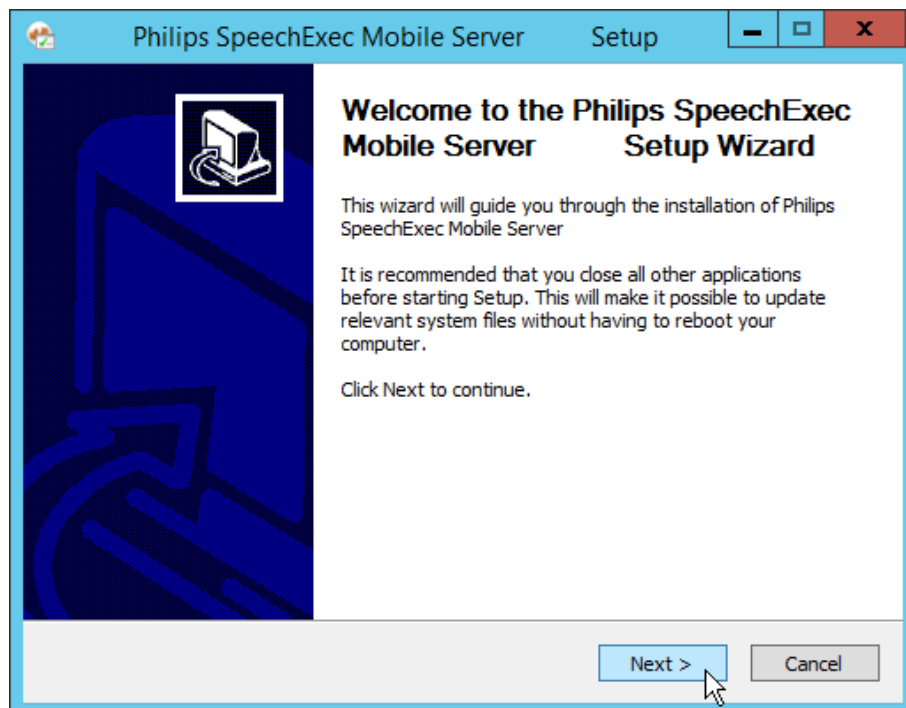 Philips SpeechExec Mobile Server Setup
Welcome to the Philips SpeechExec
Mobile Server Setup Wizard
This wizard will guide you through the installation of Philips
SpeechExec Mobile Server
It is recommended that you close all other applications
before starting Setup. This will make it possible to update
relevant system files without having to reboot your
computer.
Click Next to continue.
Next >
Cancel